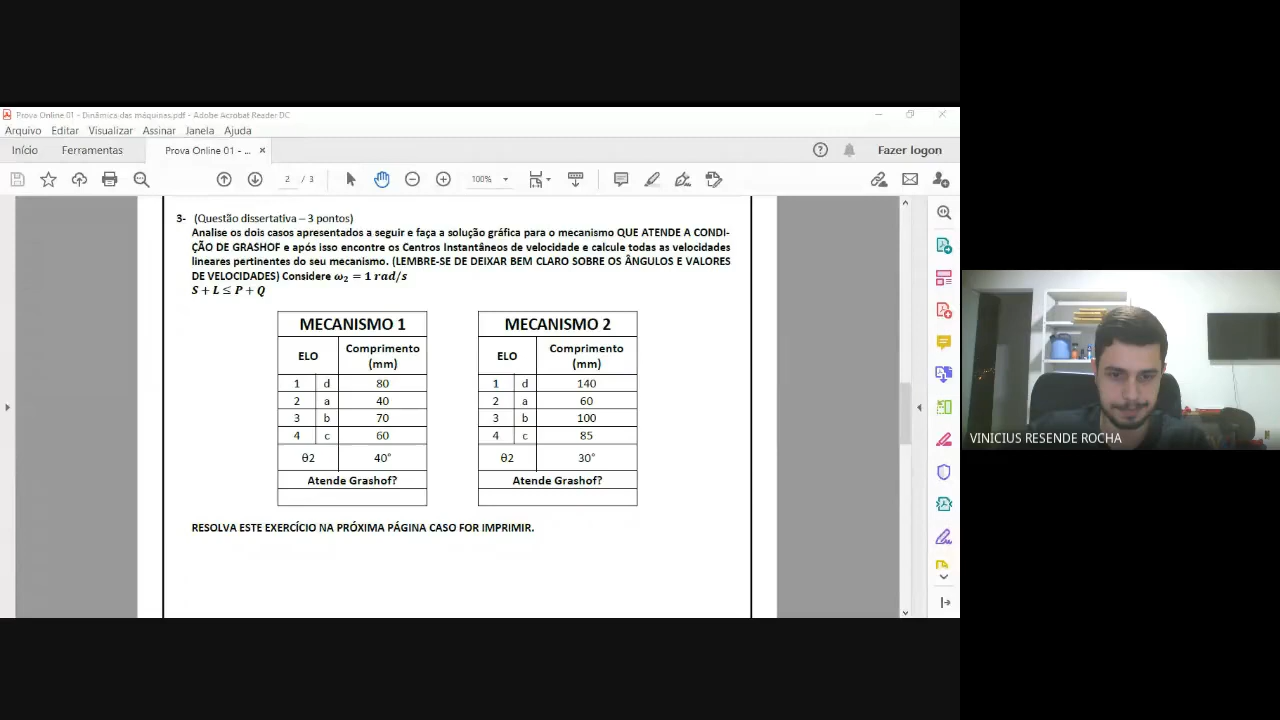 Prova Online 01 - Dinâmica das máquinas.pdf - Adobe Acrobat Reader DC
Arquivo Editar Visualizar Assinar Janela Ajuda
Início Ferramentas Prova Online 01 - ... × Fazer logon
2 / 3 100%
3- (Questão dissertativa – 3 pontos)
Analise os dois casos apresentados a seguir e faça a solução gráfica para o mecanismo QUE ATENDE A CONDI-
ÇÃO DE GRASHOF e após isso encontre os Centros Instantâneos de velocidade e calcule todas as velocidades
lineares pertinentes do seu mecanismo. (LEMBRE-SE DE DEIXAR BEM CLARO SOBRE OS ÂNGULOS E VALORES
DE VELOCIDADES) Considere ω₂ = 1 rad/s
S + L ≤ P + Q
MECANISMO 1
ELO Comprimento (mm)
1 d 80
2 a 40
3 b 70
4 c 60
θ2 40°
Atende Grashof?
MECANISMO 2
ELO Comprimento (mm)
1 d 140
2 a 60
3 b 100
4 c 85
θ2 30°
Atende Grashof?
RESOLVA ESTE EXERCÍCIO NA PRÓXIMA PÁGINA CASO FOR IMPRIMIR.
VINICIUS RESENDE ROCHA